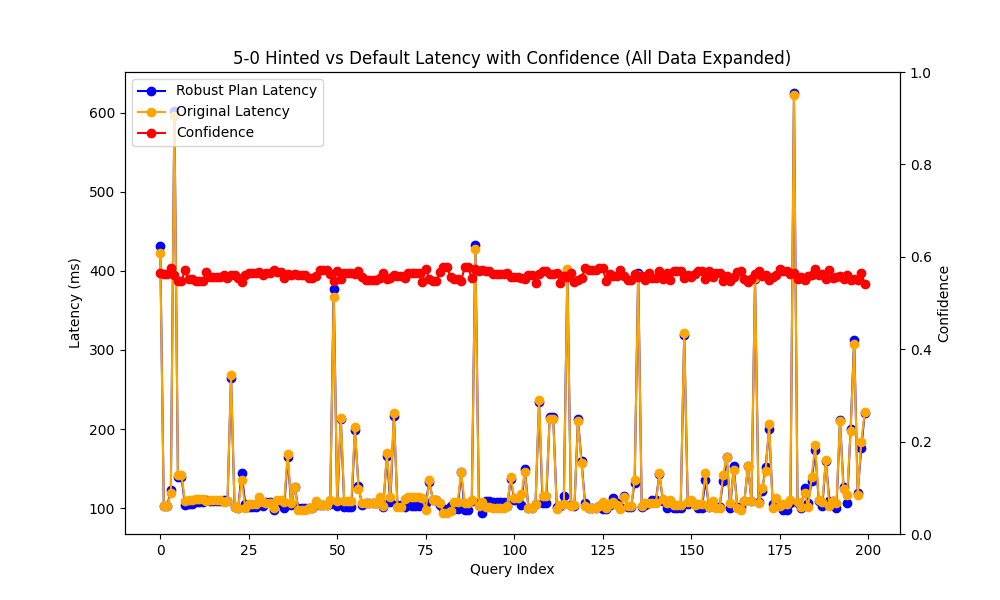 5-0 Hinted vs Default Latency with Confidence (All Data Expanded)
Robust Plan Latency
Original Latency
Confidence
600
500
400
300
200
100
Latency (ms)
1.0
0.8
0.6
0.4
0.2
0.0
Confidence
0 25 50 75 100 125 150 175 200
Query Index